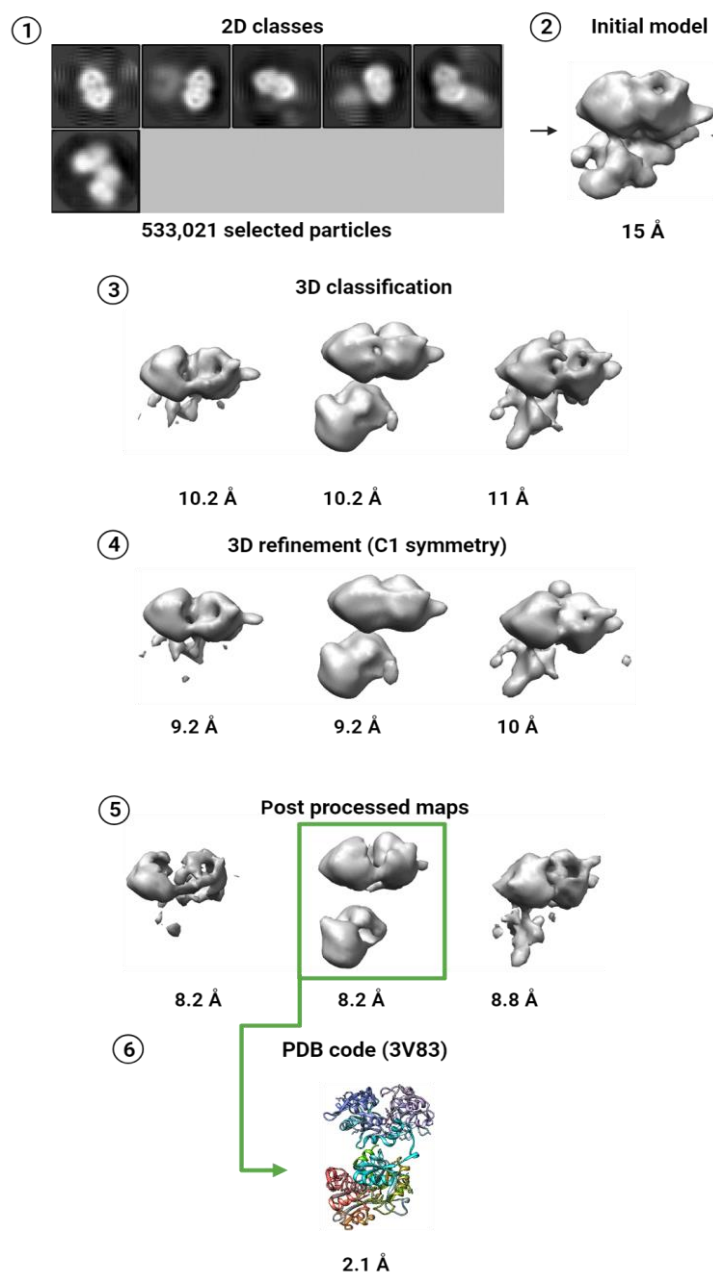 ① 2D classes
② Initial model
533,021 selected particles
15 Å
③ 3D classification
10.2 Å 10.2 Å 11 Å
④ 3D refinement (C1 symmetry)
9.2 Å 9.2 Å 10 Å
⑤ Post processed maps
8.2 Å 8.2 Å 8.8 Å
⑥ PDB code (3V83)
2.1 Å